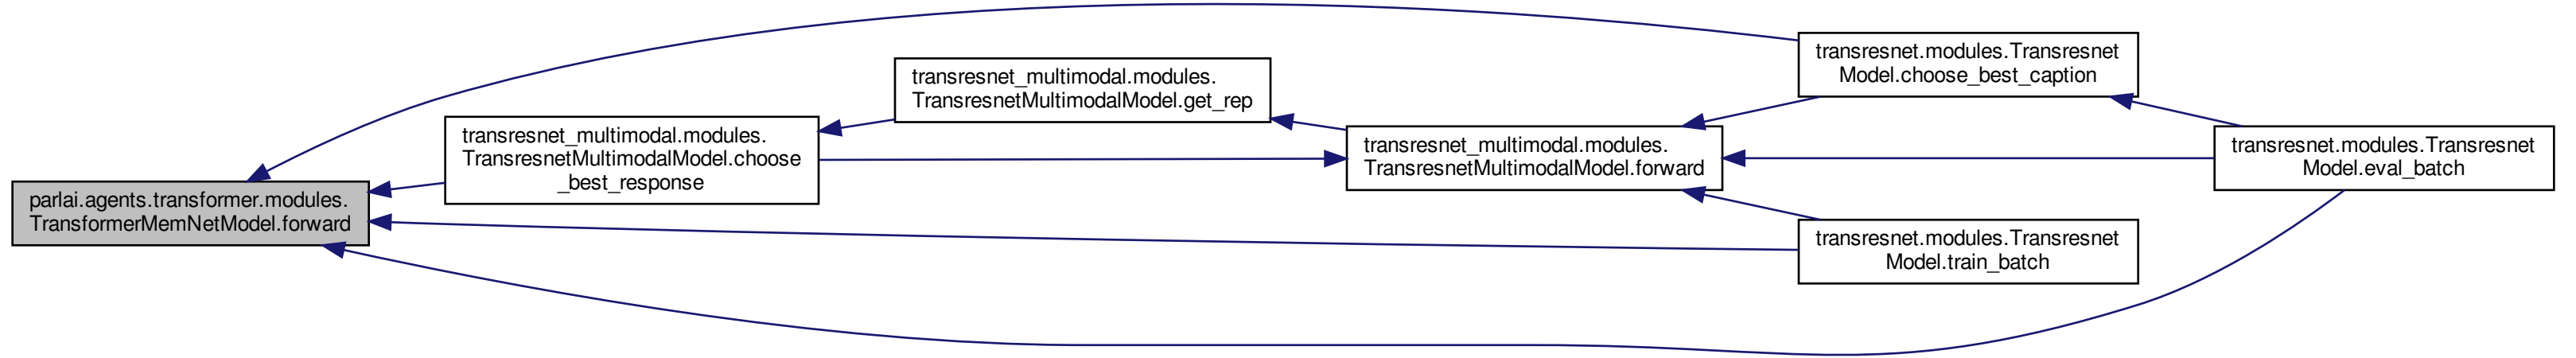 parlai.agents.transformer.modules.
TransformerMemNetModel.forward
transresnet_multimodal.modules.
TransresnetMultimodalModel.choose
_best_response
transresnet_multimodal.modules.
TransresnetMultimodalModel.get_rep
transresnet_multimodal.modules.
TransresnetMultimodalModel.forward
transresnet.modules.Transresnet
Model.choose_best_caption
transresnet.modules.Transresnet
Model.eval_batch
transresnet.modules.Transresnet
Model.train_batch